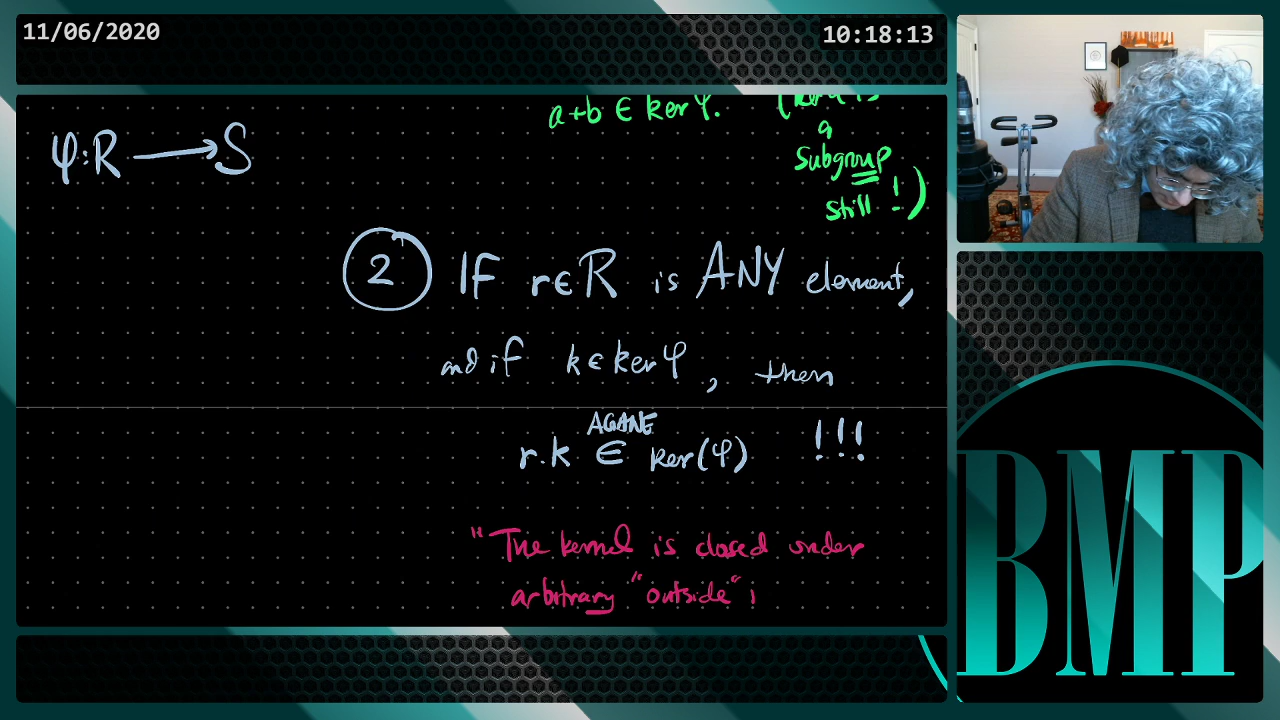 11/06/2020
10:18:13
a+b ∈ ker φ.
φ: R ⟶ S
a
subgroup
still!)
② IF r∈R is ANY element,
and if k∈ker φ, then
AGANE
r.k ∈ ker(φ) !!!
"The kernel is closed under
arbitrary "outside"
BMP